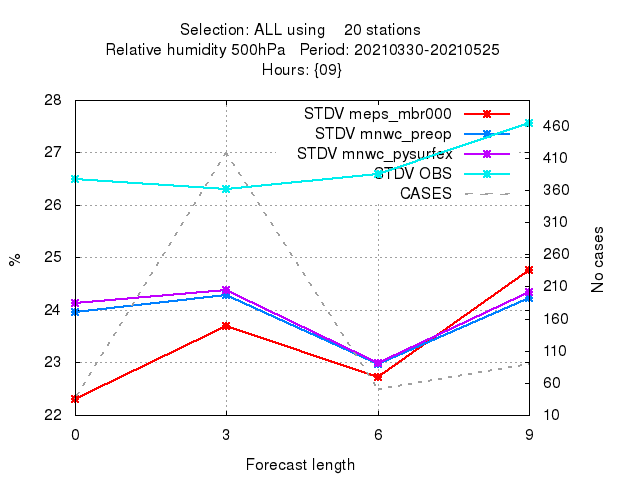 Selection: ALL using 20 stations
Relative humidity 500hPa Period: 20210330-20210525
Hours: {09}
STDV meps_mbr000
STDV mnwc_preop
STDV mnwc_pysurfex
STDV OBS
CASES
28
27
26
25
24
23
22
%
460
410
360
310
260
210
160
110
60
10
No cases
0 3 6 9
Forecast length